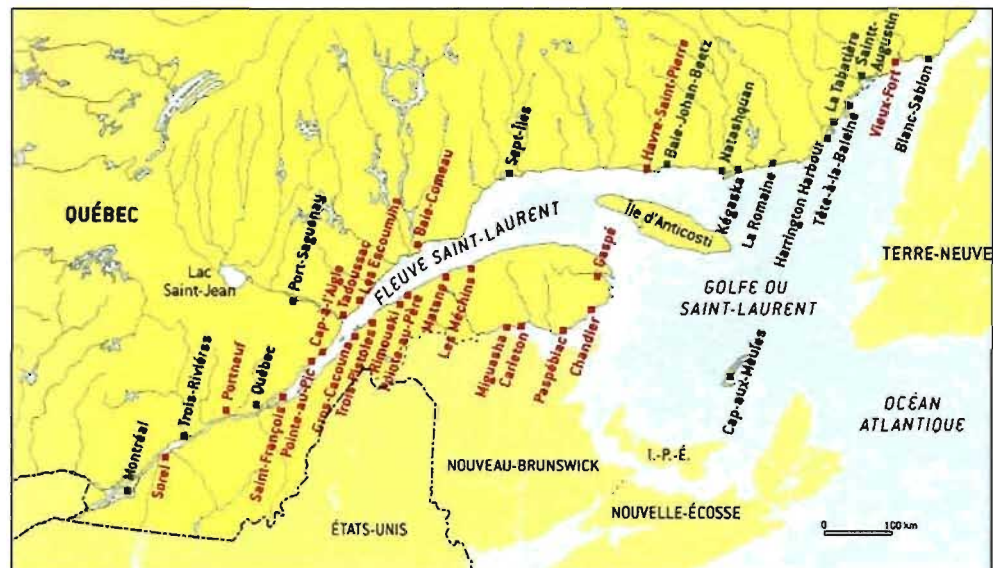 QUÉBEC
Lac
Saint-Jean
Montréal
Sorel
Trois-Rivières
Portneuf
Québec
Saint-François
Pointe-au-Pic
Port-Saguenay
Cap-à-l'Aigle
Tadoussac
Les Escoumins
Baie-Comeau
Gros-Cacouna
Trois-Pistoles
Rimouski
Pointe-au-Père
Matane
Les Méchins
FLEUVE SAINT-LAURENT
Sept-Îles
Miguasha
Carleton
Paspébiac
Chandler
Gaspé
Havre-Saint-Pierre
Baie-Johan-Beetz
Île d'Anticosti
Natashquan
Kégaska
La Romaine
Harrington Harbour
Tête-à-la-Baleine
La Tabatière
Saint-
Augustin
Vieux-Fort
Blanc-Sablon
TERRE-NEUVE
GOLFE DU
SAINT-LAURENT
Cap-aux-Meules
OCÉAN
ATLANTIQUE
NOUVEAU-BRUNSWICK
Î.-P.-É.
NOUVELLE-ÉCOSSE
ÉTATS-UNIS
0 100 km